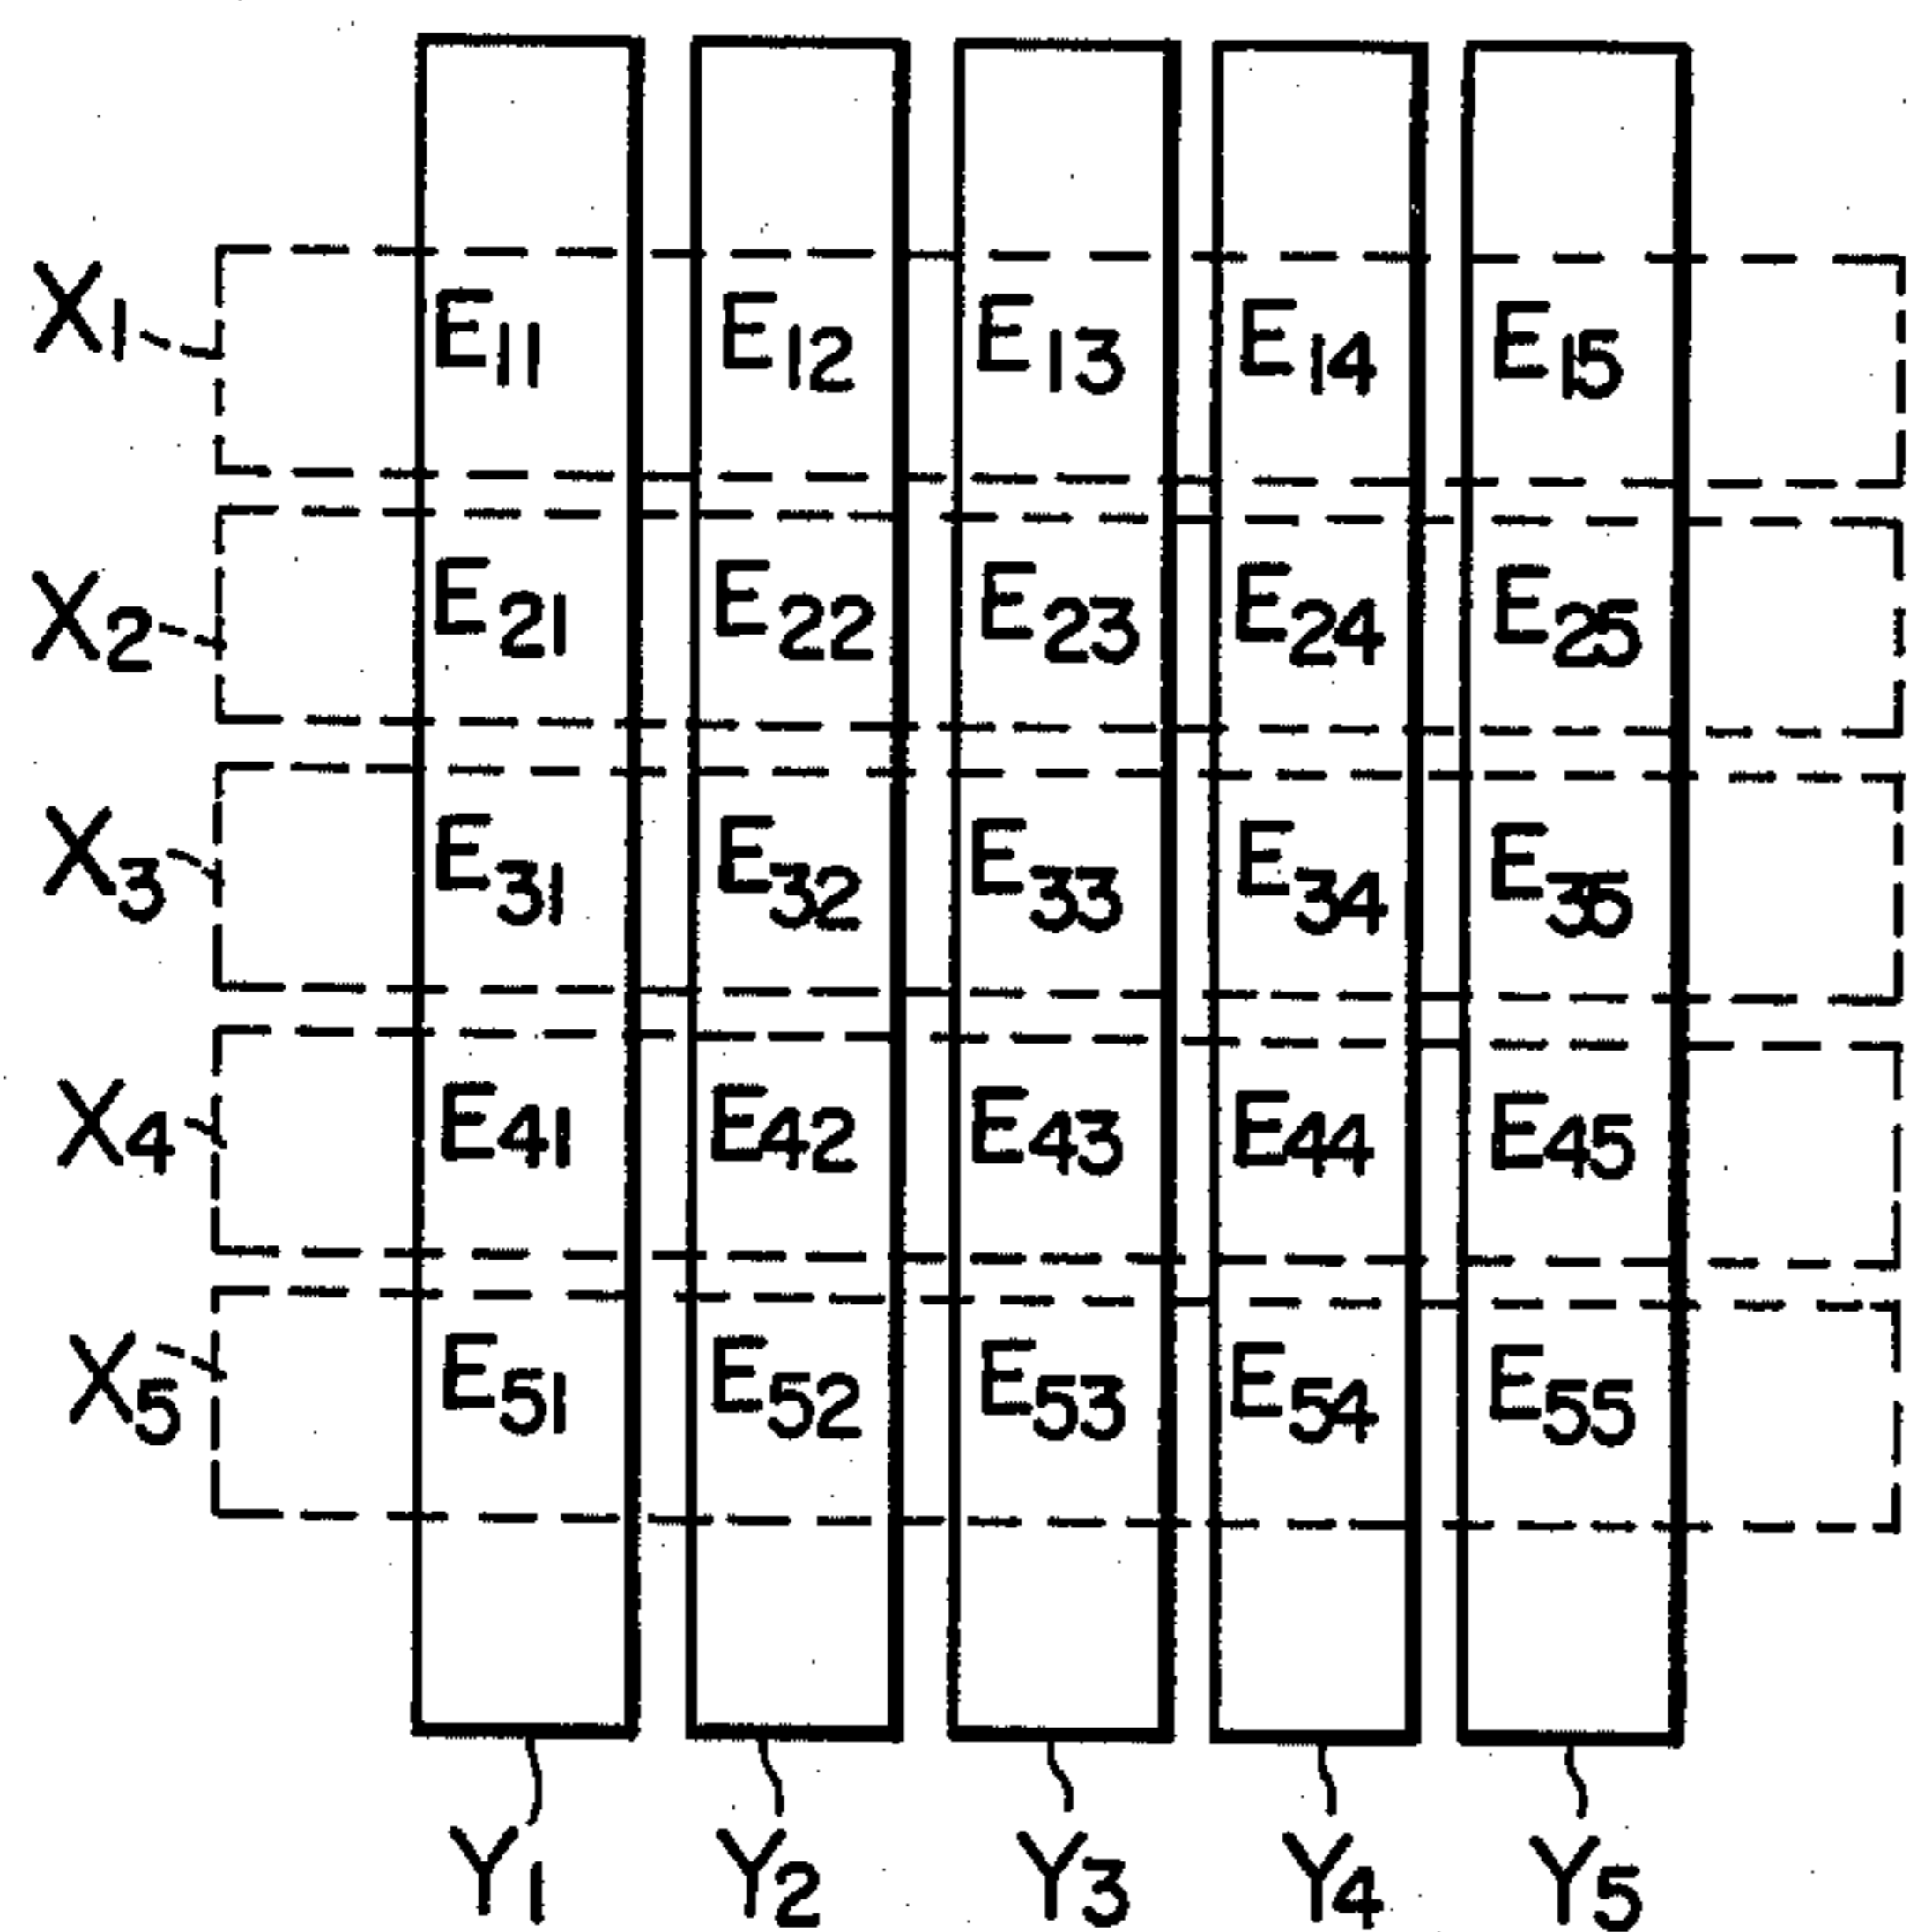 X1 E11 E12 E13 E14 E15
X2 E21 E22 E23 E24 E25
X3 E31 E32 E33 E34 E35
X4 E41 E42 E43 E44 E45
X5 E51 E52 E53 E54 E55
Y1 Y2 Y3 Y4 Y5